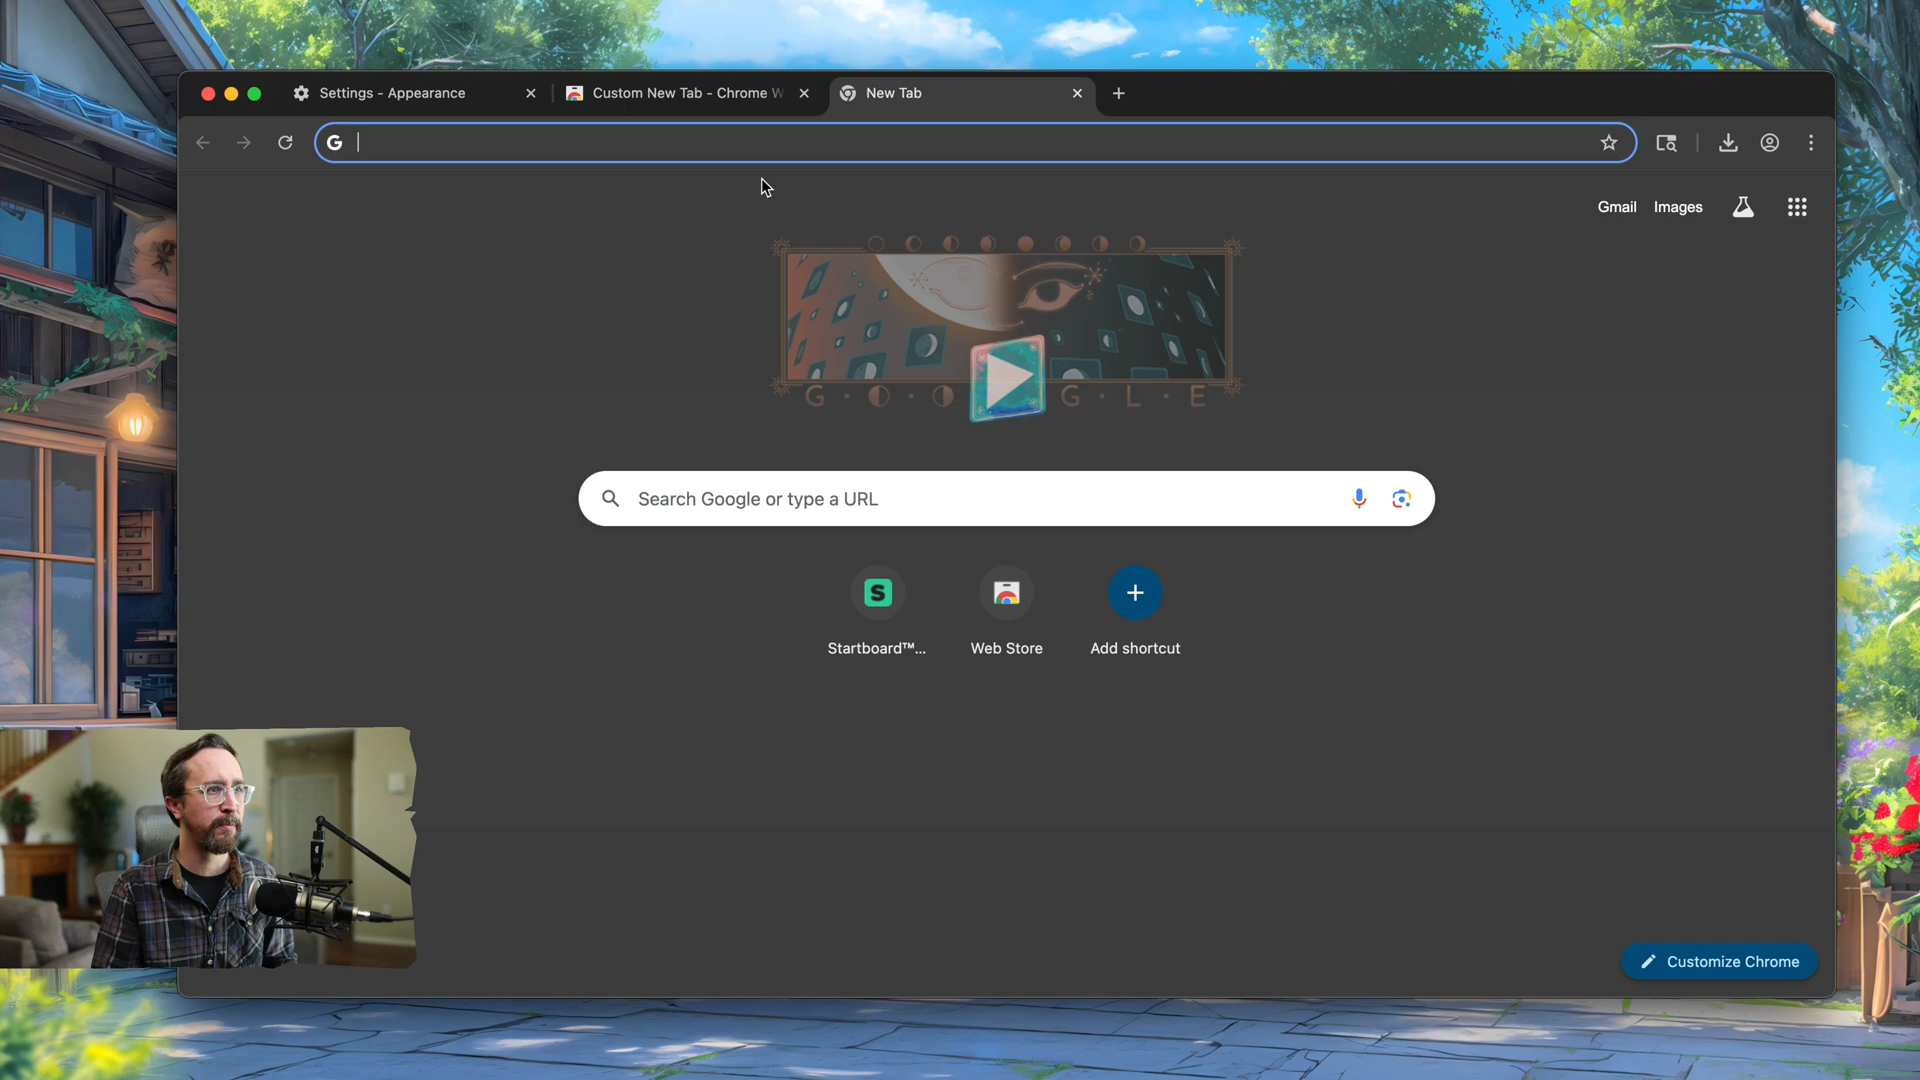 Settings - Appearance
Custom New Tab - Chrome W
New Tab
G
Gmail
Images
G · O · O · G · L · E
Search Google or type a URL
S
Startboard™...
Web Store
Add shortcut
Customize Chrome